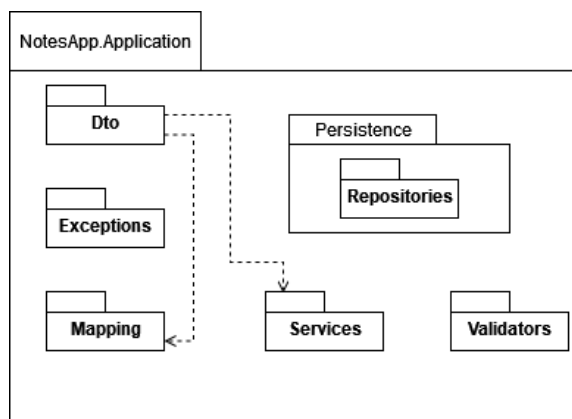 NotesApp.Application
Dto
Persistence
Repositories
Exceptions
Mapping
Services
Validators